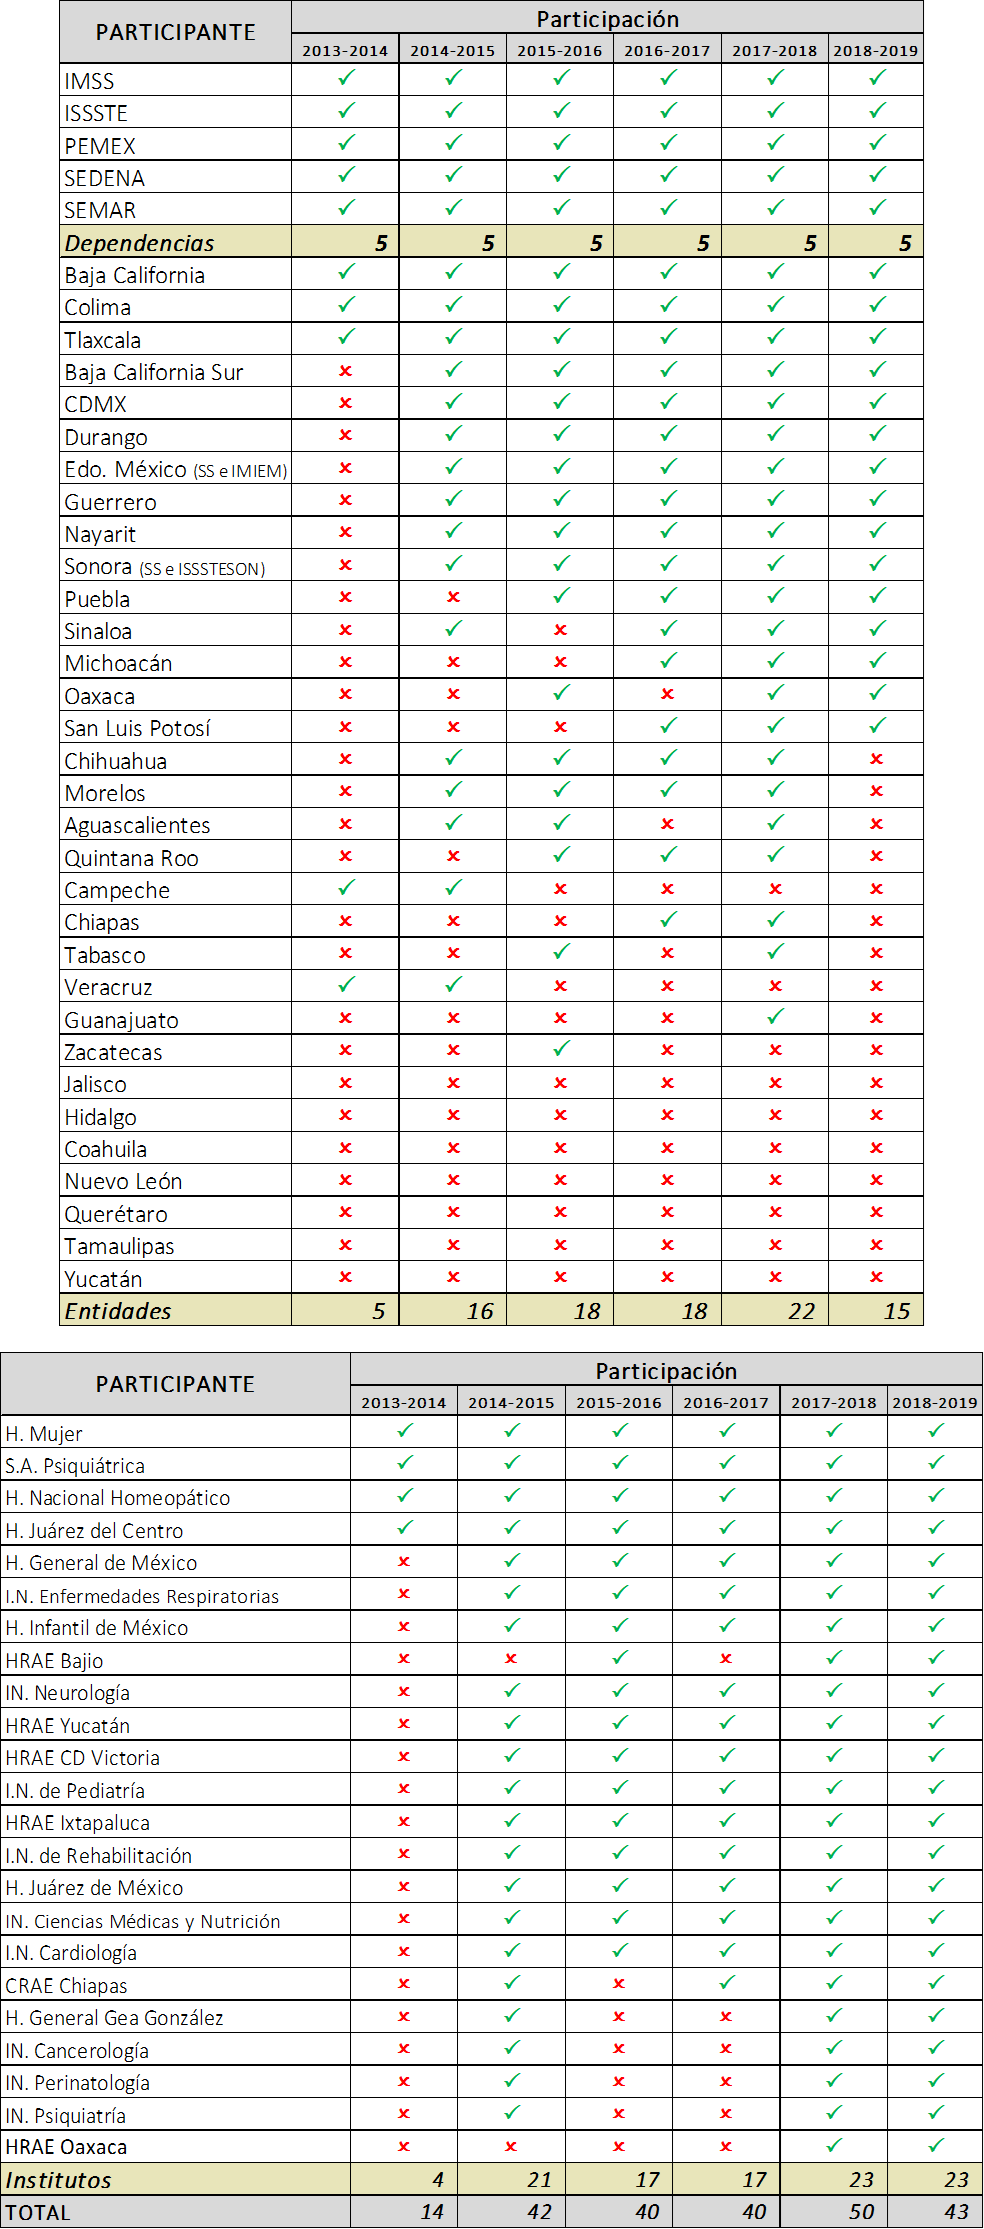 PARTICIPANTE Participación
2013-2014 2014-2015 2015-2016 2016-2017 2017-2018 2018-2019
IMSS ✓ ✓ ✓ ✓ ✓ ✓
ISSSTE ✓ ✓ ✓ ✓ ✓ ✓
PEMEX ✓ ✓ ✓ ✓ ✓ ✓
SEDENA ✓ ✓ ✓ ✓ ✓ ✓
SEMAR ✓ ✓ ✓ ✓ ✓ ✓
Dependencias 5 5 5 5 5 5
Baja California ✓ ✓ ✓ ✓ ✓ ✓
Colima ✓ ✓ ✓ ✓ ✓ ✓
Tlaxcala ✓ ✓ ✓ ✓ ✓ ✓
Baja California Sur × ✓ ✓ ✓ ✓ ✓
CDMX × ✓ ✓ ✓ ✓ ✓
Durango × ✓ ✓ ✓ ✓ ✓
Edo. México (SS e IMIEM) × ✓ ✓ ✓ ✓ ✓
Guerrero × ✓ ✓ ✓ ✓ ✓
Nayarit × ✓ ✓ ✓ ✓ ✓
Sonora (SS e ISSSTESON) × ✓ ✓ ✓ ✓ ✓
Puebla × × ✓ ✓ ✓ ✓
Sinaloa × ✓ × ✓ ✓ ✓
Michoacán × × × ✓ ✓ ✓
Oaxaca × × ✓ × ✓ ✓
San Luis Potosí × × × ✓ ✓ ✓
Chihuahua × ✓ ✓ ✓ ✓ ×
Morelos × ✓ ✓ ✓ ✓ ×
Aguascalientes × ✓ ✓ × ✓ ×
Quintana Roo × × ✓ ✓ ✓ ×
Campeche ✓ ✓ × × × ×
Chiapas × × × ✓ ✓ ×
Tabasco × × ✓ × ✓ ×
Veracruz ✓ ✓ × × × ×
Guanajuato × × × × ✓ ×
Zacatecas × × ✓ × × ×
Jalisco × × × × × ×
Hidalgo × × × × × ×
Coahuila × × × × × ×
Nuevo León × × × × × ×
Querétaro × × × × × ×
Tamaulipas × × × × × ×
Yucatán × × × × × ×
Entidades 5 16 18 18 22 15
PARTICIPANTE Participación
2013-2014 2014-2015 2015-2016 2016-2017 2017-2018 2018-2019
H. Mujer ✓ ✓ ✓ ✓ ✓ ✓
S.A. Psiquiátrica ✓ ✓ ✓ ✓ ✓ ✓
H. Nacional Homeopático ✓ ✓ ✓ ✓ ✓ ✓
H. Juárez del Centro ✓ ✓ ✓ ✓ ✓ ✓
H. General de México × ✓ ✓ ✓ ✓ ✓
I.N. Enfermedades Respiratorias × ✓ ✓ ✓ ✓ ✓
H. Infantil de México × ✓ ✓ ✓ ✓ ✓
HRAE Bajio × × ✓ × ✓ ✓
IN. Neurología × ✓ ✓ ✓ ✓ ✓
HRAE Yucatán × ✓ ✓ ✓ ✓ ✓
HRAE CD Victoria × ✓ ✓ ✓ ✓ ✓
I.N. de Pediatría × ✓ ✓ ✓ ✓ ✓
HRAE Ixtapaluca × ✓ ✓ ✓ ✓ ✓
I.N. de Rehabilitación × ✓ ✓ ✓ ✓ ✓
H. Juárez de México × ✓ ✓ ✓ ✓ ✓
IN. Ciencias Médicas y Nutrición × ✓ ✓ ✓ ✓ ✓
I.N. Cardiología × ✓ ✓ ✓ ✓ ✓
CRAE Chiapas × ✓ × ✓ ✓ ✓
H. General Gea González × ✓ × × ✓ ✓
IN. Cancerología × ✓ × × ✓ ✓
IN. Perinatología × ✓ × × ✓ ✓
IN. Psiquiatría × ✓ × × ✓ ✓
HRAE Oaxaca × × × × ✓ ✓
Institutos 4 21 17 17 23 23
TOTAL 14 42 40 40 50 43